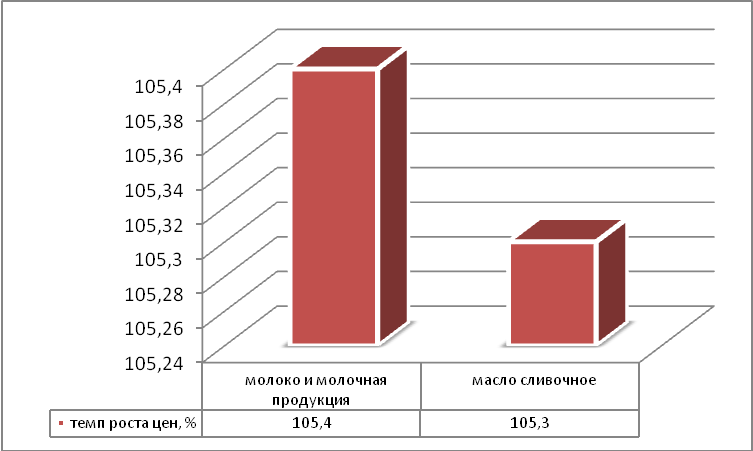 105,4
105,38
105,36
105,34
105,32
105,3
105,28
105,26
105,24
молоко и молочная
продукция
масло сливочное
темп роста цен, %
105,4
105,3